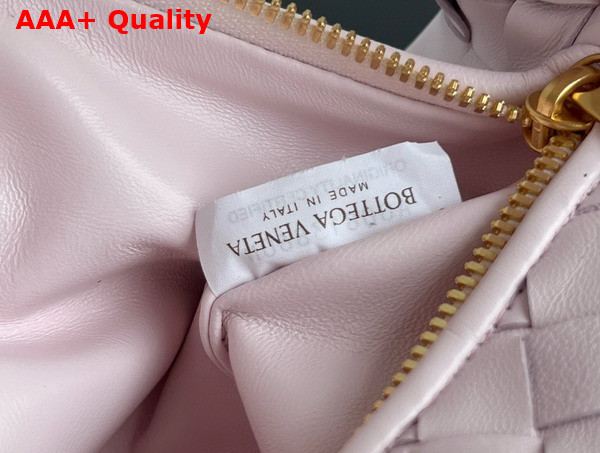 AAA+ Quality
BOTTEGA VENETA
MADE IN ITALY